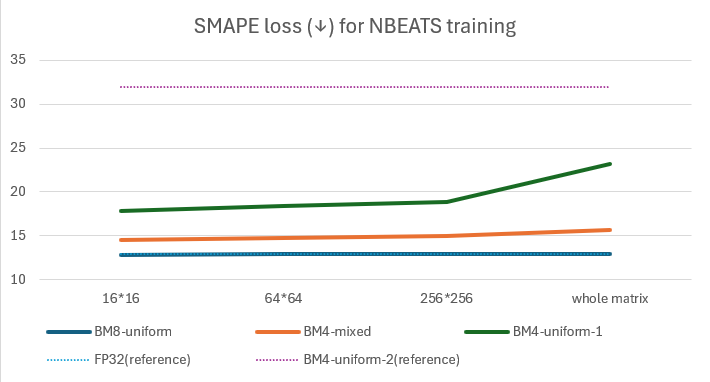 SMAPE loss (↓) for NBEATS training
35
30
25
20
15
10
16*16 64*64 256*256 whole matrix
BM8-uniform BM4-mixed BM4-uniform-1
FP32(reference) BM4-uniform-2(reference)